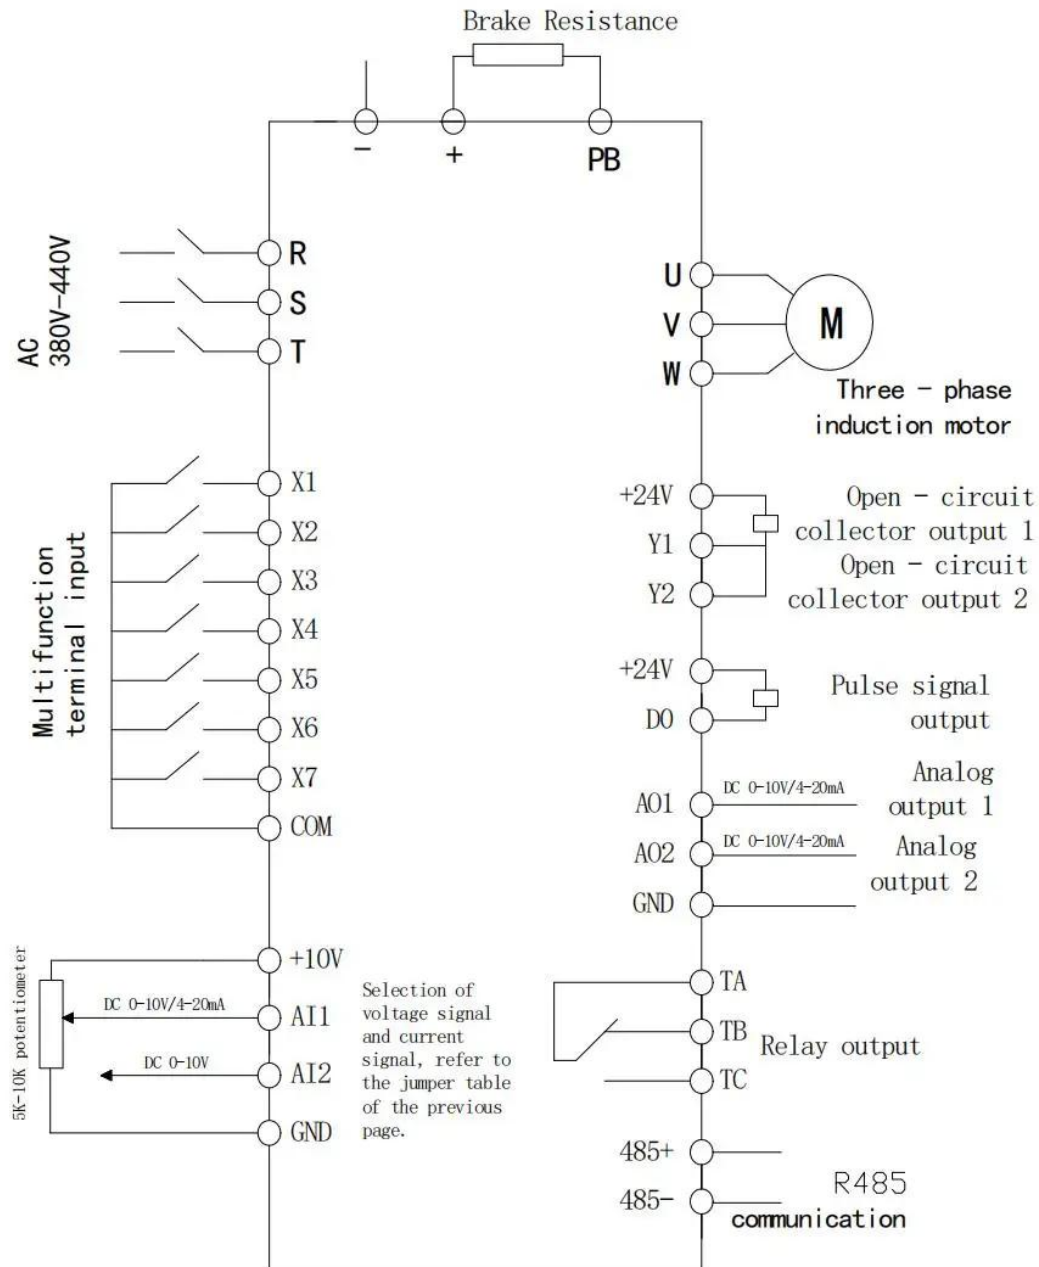 Brake Resistance
-
+
PB
AC
380V-440V
R
S
T
U
V
W
M
Three - phase
induction motor
Multifunction
terminal input
X1
X2
X3
X4
X5
X6
X7
COM
+24V
Y1
Y2
Open - circuit
collector output 1
Open - circuit
collector output 2
+24V
DO
Pulse signal
output
AO1
DC 0-10V/4-20mA
Analog
output 1
AO2
DC 0-10V/4-20mA
Analog
output 2
GND
5K-10K potentiometer
+10V
DC 0-10V/4-20mA
AI1
DC 0-10V
AI2
GND
Selection of
voltage signal
and current
signal, refer to
the jumper table
of the previous
page.
TA
TB
TC
Relay output
485+
485-
R485
communication